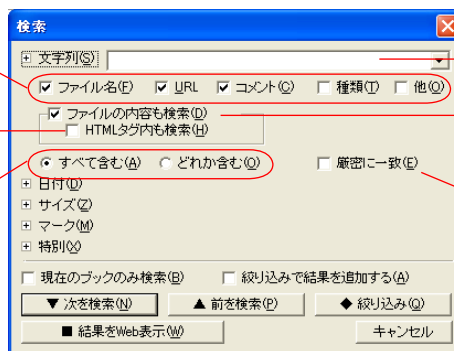 検索
文字列(S)
ファイル名(F) URL コメント(C) 種類(T) 他(O)
ファイルの内容も検索(D)
HTMLタグ内も検索(H)
すべて含む(A) どれか含む(O) 厳密に一致(E)
日付(D)
サイズ(Z)
マーク(M)
特別(X)
現在のブックのみ検索(B) 絞り込みで結果を追加する(A)
▼ 次を検索(N) ▲ 前を検索(P) ◆ 絞り込み(Q)
■ 結果をWeb表示(W) キャンセル